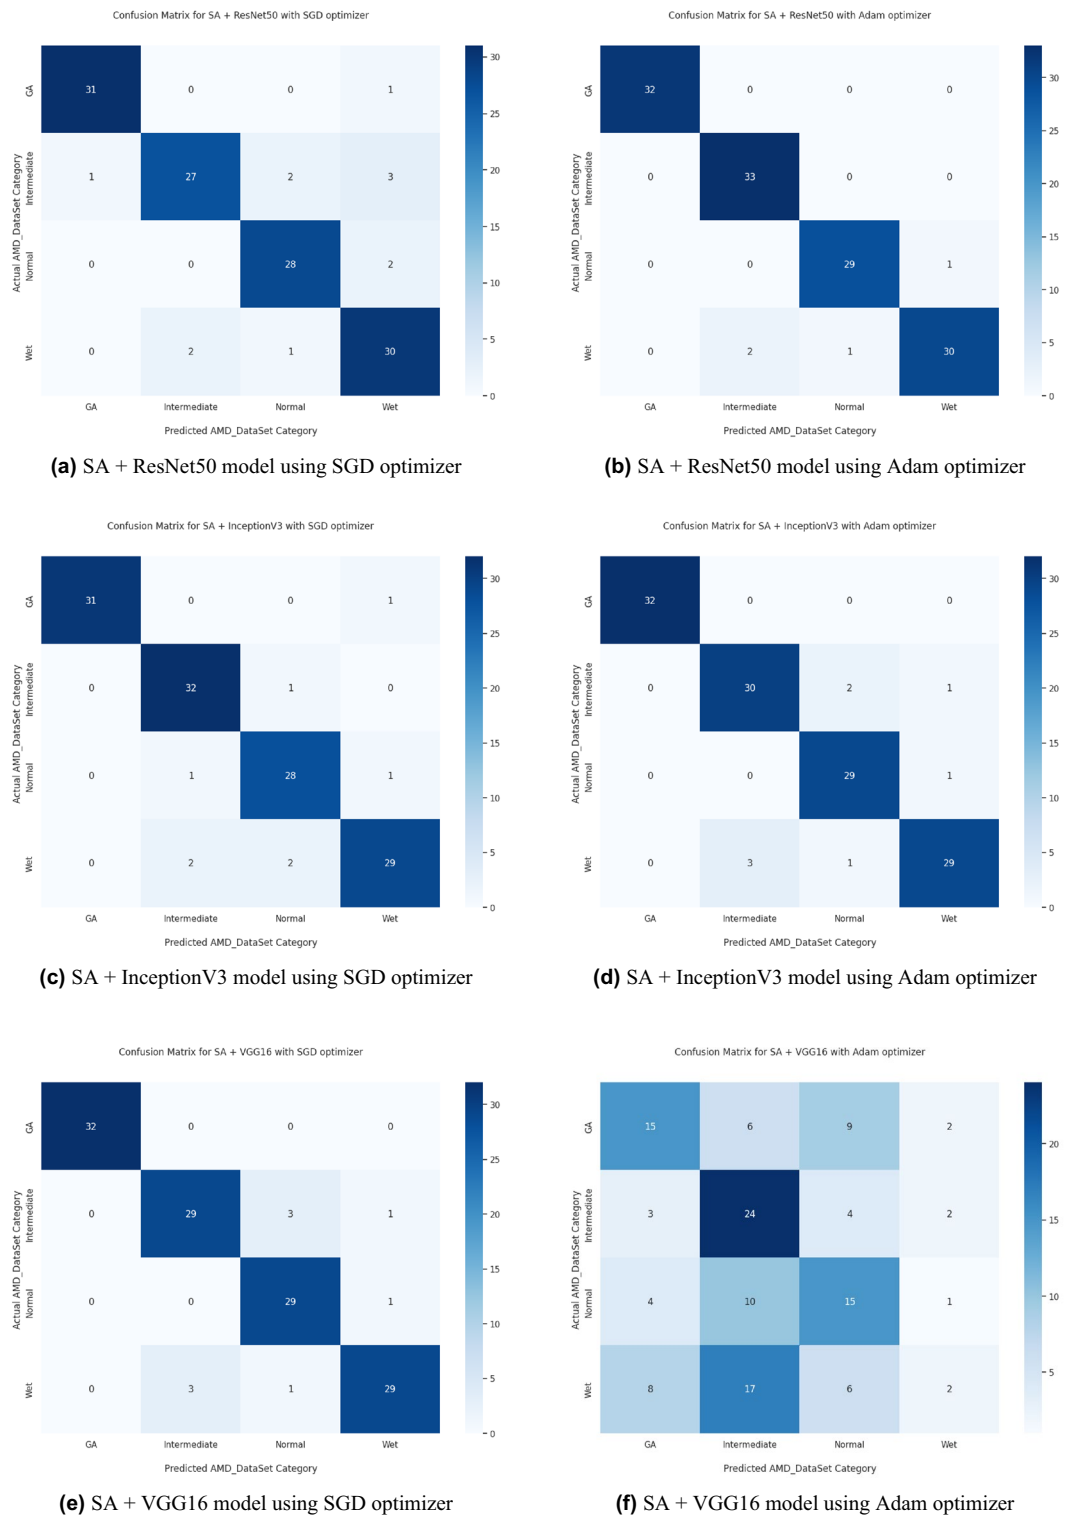 Confusion Matrix for SA + ResNet50 with SGD optimizer
Actual AMD_DataSet Category
GA
31 0 0 1
Intermediate
1 27 2 3
Normal
0 0 28 2
Wet
0 2 1 30
GA Intermediate Normal Wet
Predicted AMD_DataSet Category
30
25
20
15
10
5
0
(a) SA + ResNet50 model using SGD optimizer
Confusion Matrix for SA + ResNet50 with Adam optimizer
Actual AMD_DataSet Category
GA
32 0 0 0
Intermediate
0 33 0 0
Normal
0 0 29 1
Wet
0 2 1 30
GA Intermediate Normal Wet
Predicted AMD_DataSet Category
30
25
20
15
10
5
0
(b) SA + ResNet50 model using Adam optimizer
Confusion Matrix for SA + InceptionV3 with SGD optimizer
Actual AMD_DataSet Category
GA
31 0 0 1
Intermediate
0 32 1 0
Normal
0 1 28 1
Wet
0 2 2 29
GA Intermediate Normal Wet
Predicted AMD_DataSet Category
30
25
20
15
10
5
0
(c) SA + InceptionV3 model using SGD optimizer
Confusion Matrix for SA + InceptionV3 with Adam optimizer
Actual AMD_DataSet Category
GA
32 0 0 0
Intermediate
0 30 2 1
Normal
0 0 29 1
Wet
0 3 1 29
GA Intermediate Normal Wet
Predicted AMD_DataSet Category
30
25
20
15
10
5
0
(d) SA + InceptionV3 model using Adam optimizer
Confusion Matrix for SA + VGG16 with SGD optimizer
Actual AMD_DataSet Category
GA
32 0 0 0
Intermediate
0 29 3 1
Normal
0 0 29 1
Wet
0 3 1 29
GA Intermediate Normal Wet
Predicted AMD_DataSet Category
30
25
20
15
10
5
0
(e) SA + VGG16 model using SGD optimizer
Confusion Matrix for SA + VGG16 with Adam optimizer
Actual AMD_DataSet Category
GA
15 6 9 2
Intermediate
3 24 4 2
Normal
4 10 15 1
Wet
8 17 6 2
GA Intermediate Normal Wet
Predicted AMD_DataSet Category
20
15
10
5
(f) SA + VGG16 model using Adam optimizer